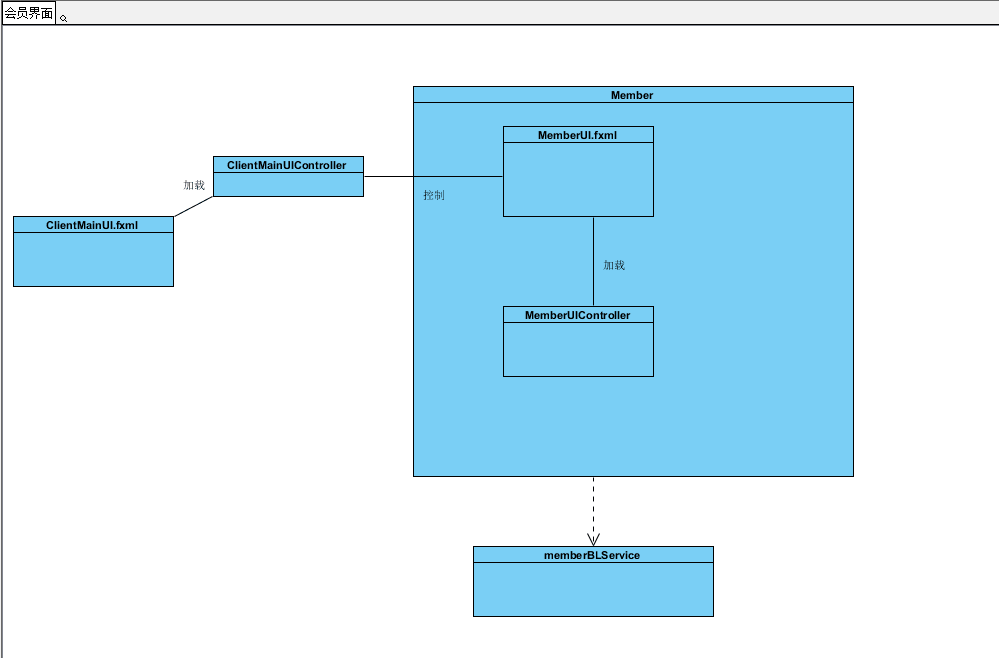 会员界面
Member
MemberUI.fxml
ClientMainUIController
加载
控制
ClientMainUI.fxml
加载
MemberUIController
memberBLService